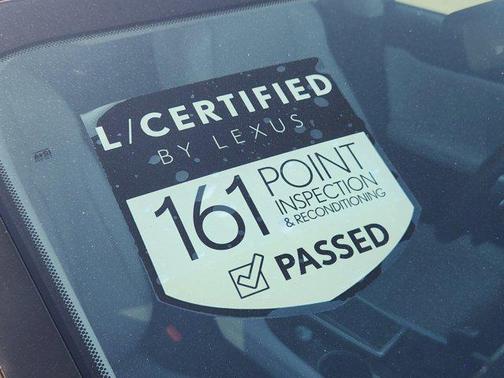 L/CERTIFIED
BY LEXUS
161 POINT
INSPECTION
& RECONDITIONING
PASSED